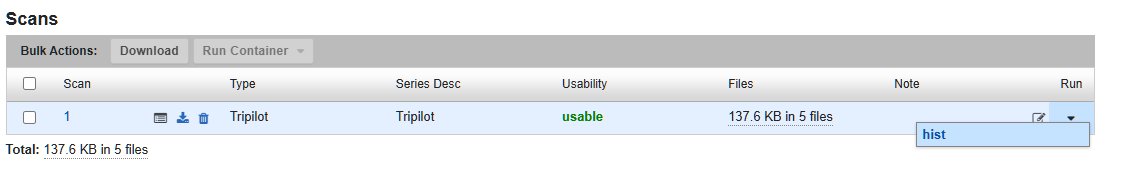 Scans
Bulk Actions: Download Run Container
Scan Type Series Desc Usability Files Note Run
1 Tripilot Tripilot usable 137.6 KB in 5 files
hist
Total: 137.6 KB in 5 files